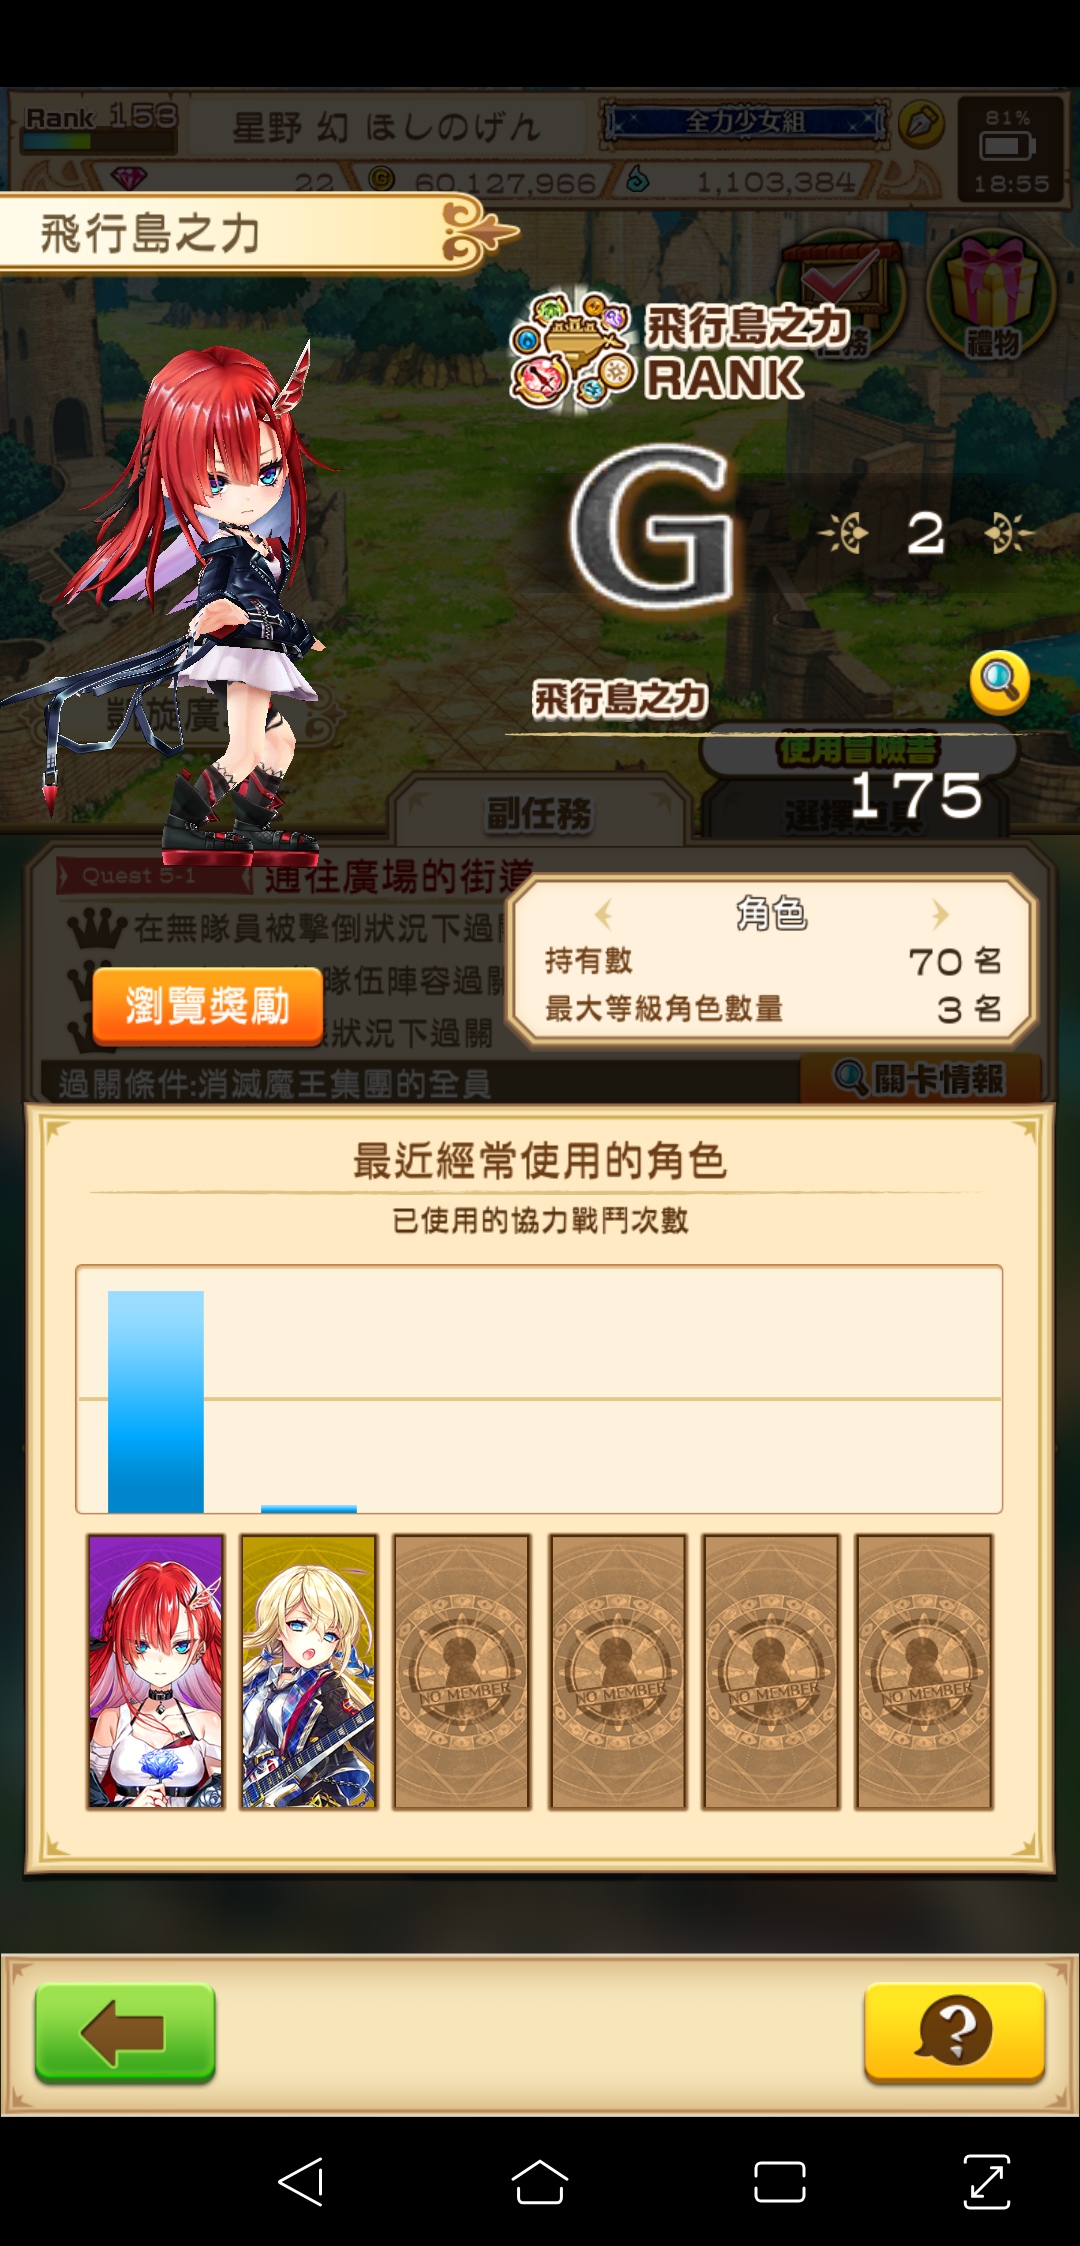 Rank 153
星野 幻 ほしのげん
全力少女組
81%
22
60,127,966
1,103,384
18:55
飛行島之力
飛行島之力
RANK
任務
禮物
G
2
飛行島之力
使用冒險書
175
副任務
Quest 5-1
通往廣場的街道
在無隊員被擊倒狀況下過
隊伍陣容過
狀況下過關
瀏覽獎勵
角色
持有數 70 名
最大等級角色數量 3 名
過關條件:消滅魔王集團的全員
關卡情報
最近經常使用的角色
已使用的協力戰鬥次數
NO MEMBER
NO MEMBER
NO MEMBER
NO MEMBER